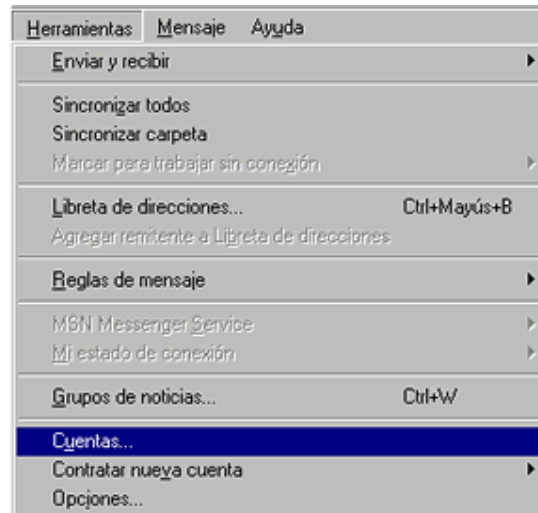 Herramientas Mensaje Ayuda
Enviar y recibir
Sincronizar todos
Sincronizar carpeta
Marcar para trabajar sin conexión
Libreta de direcciones... Ctrl+Mayús+B
Agregar remitente a Libreta de direcciones
Reglas de mensaje
MSN Messenger Service
Mi estado de conexión
Grupos de noticias... Ctrl+W
Cuentas...
Contratar nueva cuenta
Opciones...